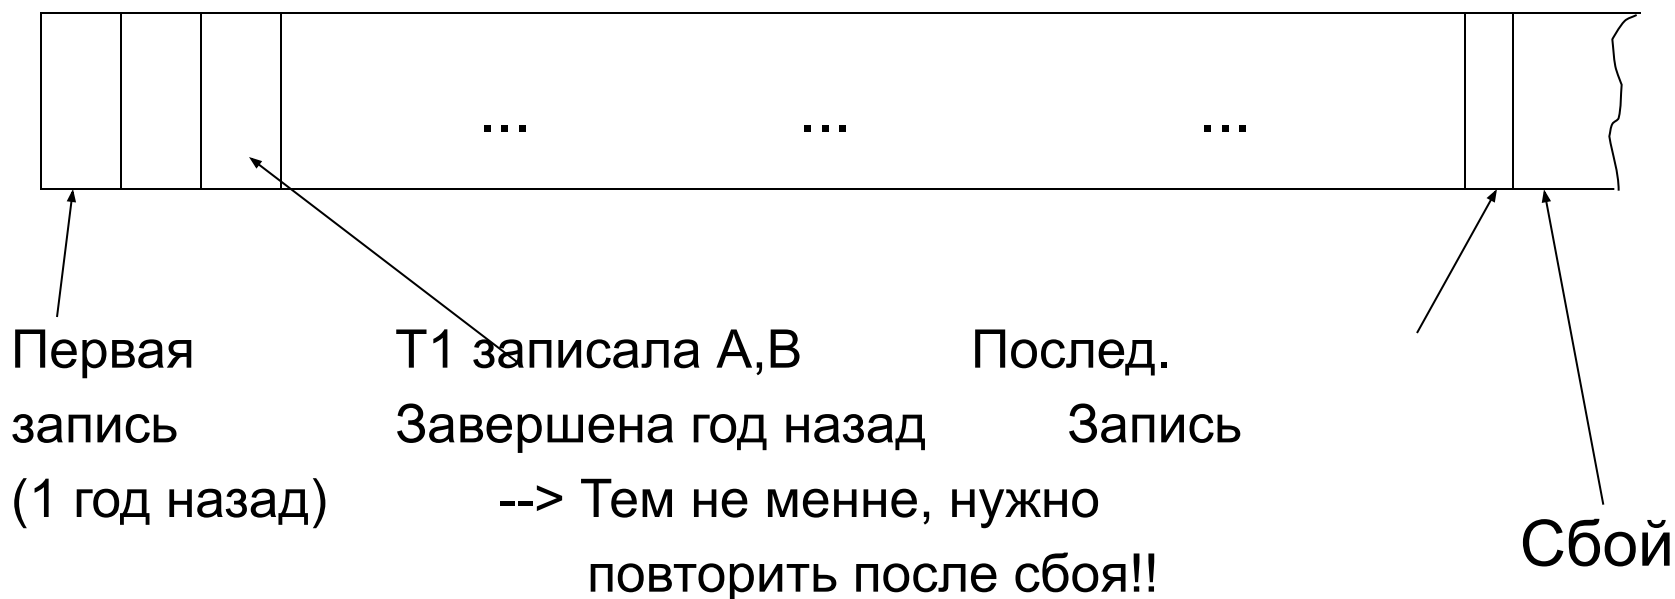 ...
...
...
Первая Т1 записала А,В Послед.
запись Завершена год назад Запись
(1 год назад) --> Тем не менне, нужно
повторить после сбоя!!
Сбой